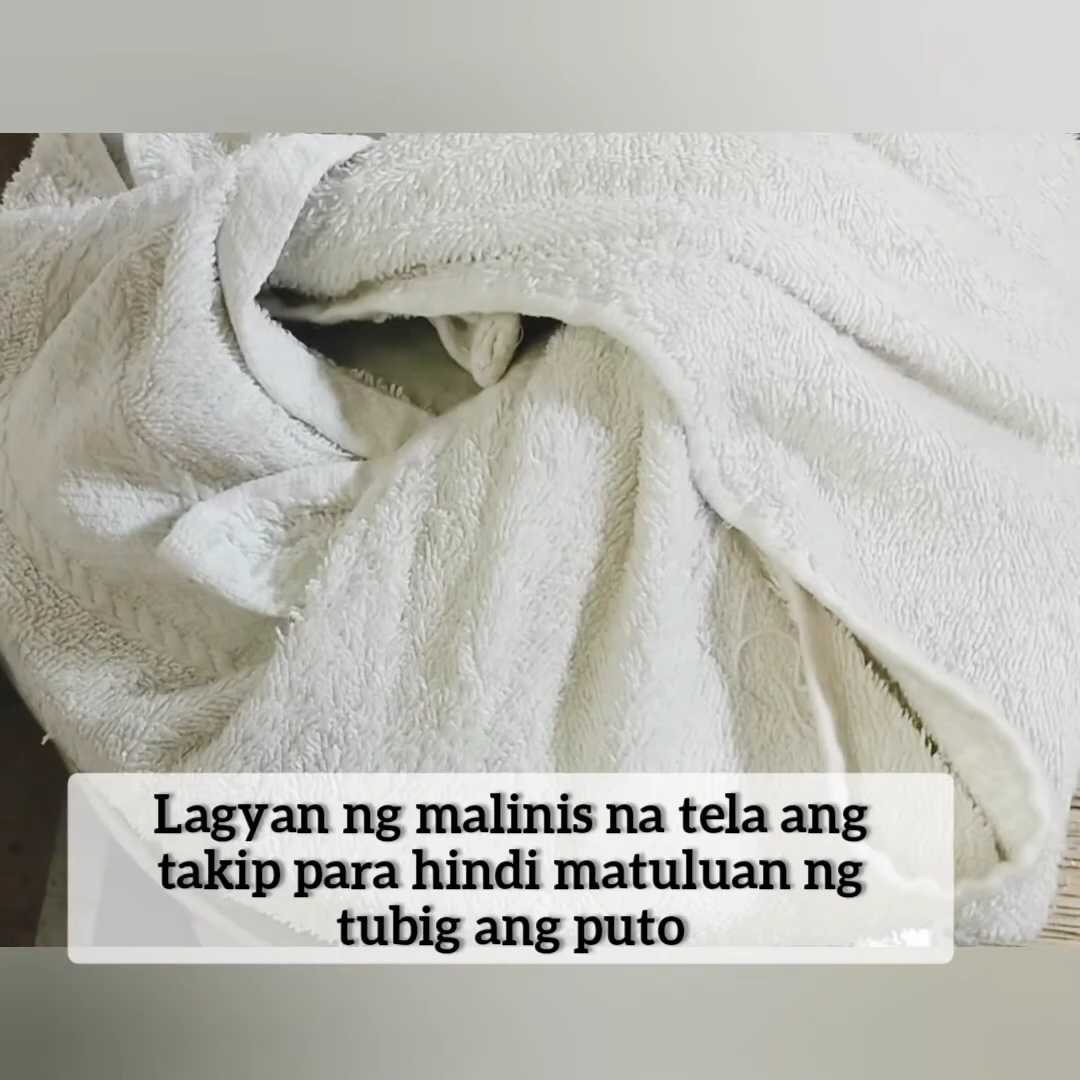 Lagyan ng malinis na tela ang
takip para hindi matuluan ng
tubig ang puto